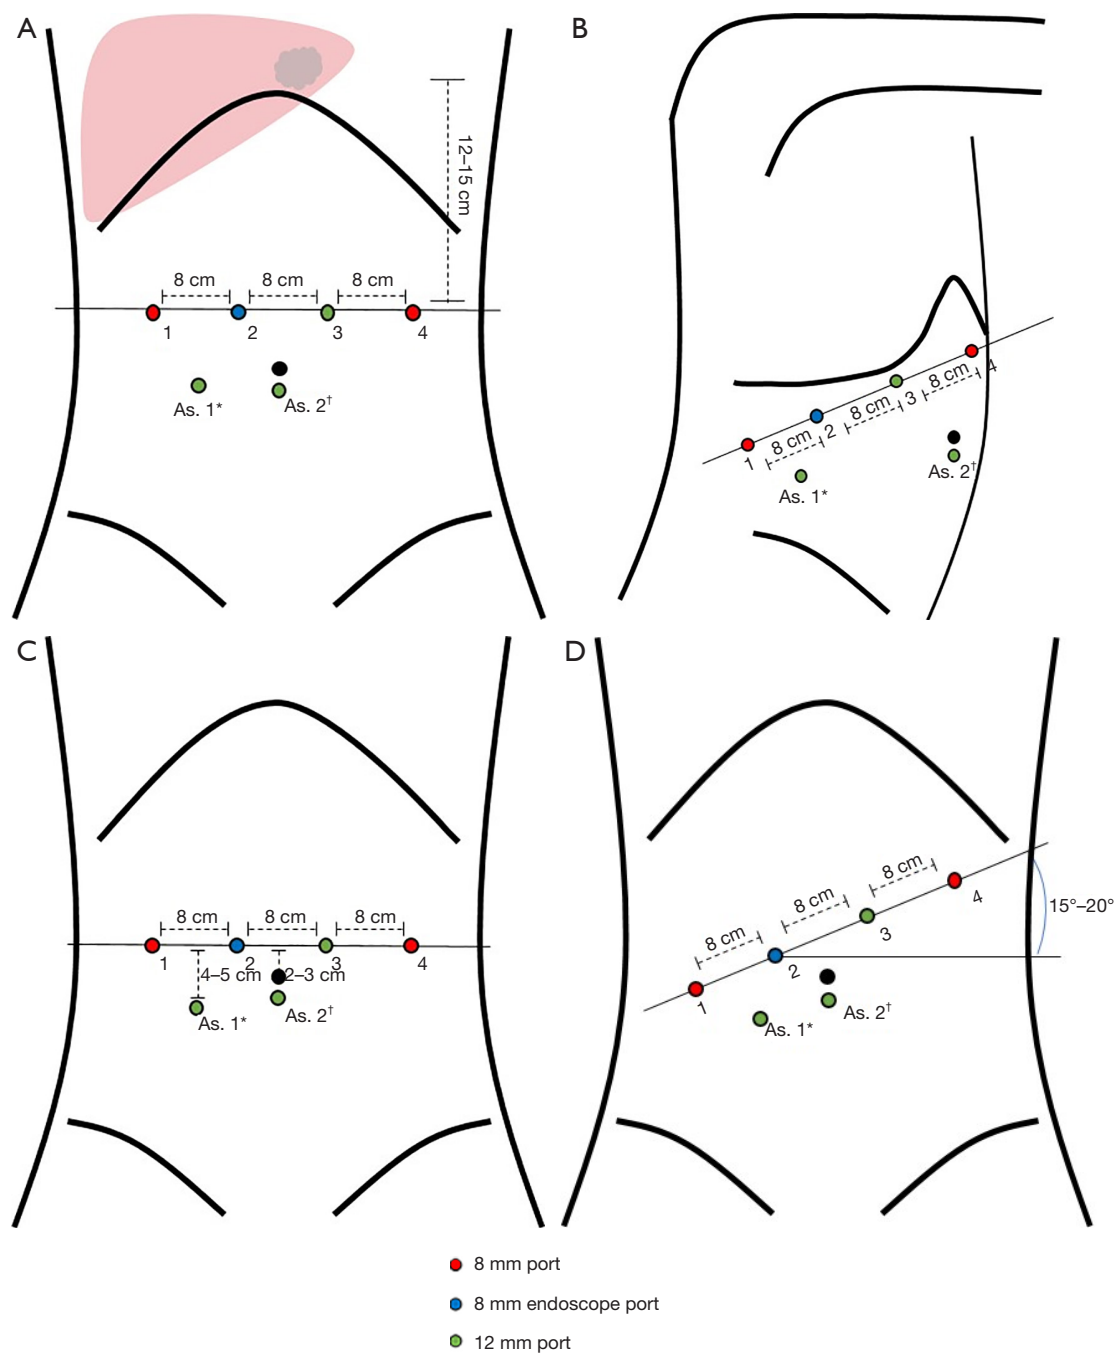 A
12–15 cm
8 cm 8 cm 8 cm
1 2 3 4
As. 1* As. 2†
B
8 cm 8 cm 8 cm
1 2 3 4
As. 1* As. 2†
C
8 cm 8 cm 8 cm
1 2 3 4
4–5 cm 2–3 cm
As. 1* As. 2†
D
8 cm 8 cm 8 cm
1 2 3 4
15°–20°
As. 1* As. 2†
8 mm port
8 mm endoscope port
12 mm port